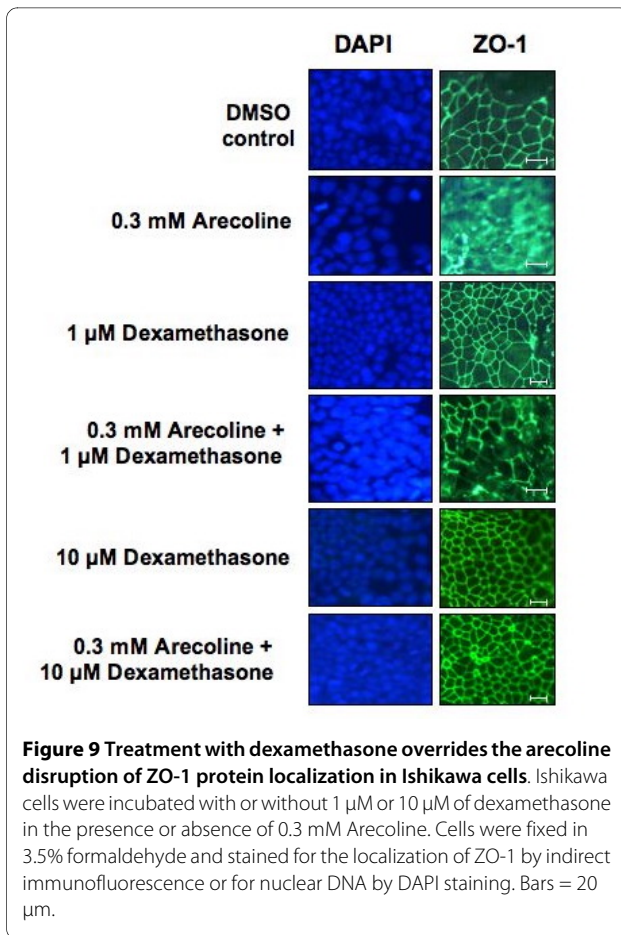 DAPI ZO-1
DMSO
control
0.3 mM Arecoline
1 µM Dexamethasone
0.3 mM Arecoline +
1 µM Dexamethasone
10 µM Dexamethasone
0.3 mM Arecoline +
10 µM Dexamethasone
Figure 9 Treatment with dexamethasone overrides the arecoline
disruption of ZO-1 protein localization in Ishikawa cells. Ishikawa
cells were incubated with or without 1 µM or 10 µM of dexamethasone
in the presence or absence of 0.3 mM Arecoline. Cells were fixed in
3.5% formaldehyde and stained for the localization of ZO-1 by indirect
immunofluorescence or for nuclear DNA by DAPI staining. Bars = 20
µm.